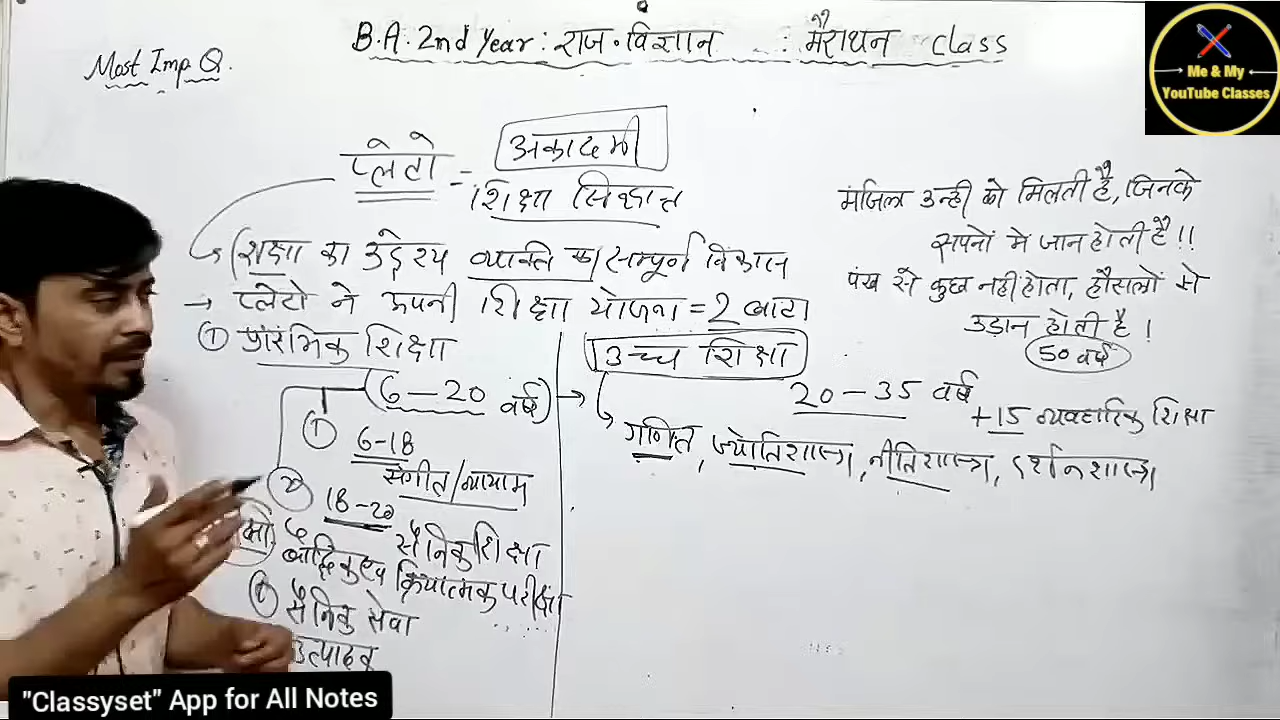 B.A. 2nd Year : राज. विज्ञान : मैराथन Class
Most Imp Q.
Me & My
YouTube Classes
प्लेटो = अकादमी
शिक्षा सिद्धान्त
शिक्षा का उद्देश्य व्यक्ति का सम्पूर्ण विकास
→ प्लेटो ने अपनी शिक्षा योजना = 2 बाटा
① प्रारंभिक शिक्षा
(6 – 20 वर्ष) →
① 6-18
संगीत/व्यायाम
② 18-20
सैनिक शिक्षा
बौद्धिक एवं क्रियात्मक परीक्षा
सैनिक सेवा
उत्पादक
उच्च शिक्षा
20 – 35 वर्ष
50 वर्ष
+15 व्यवहारिक शिक्षा
गणित, ज्योतिशास्त्र, नीतिशास्त्र, दर्शनशास्त्र
मंजिल उन्ही को मिलती है, जिनके
सपनों में जान होती है !!
पंख से कुछ नहीं होता, हौसलों से
उड़ान होती है !
"Classyset" App for All Notes